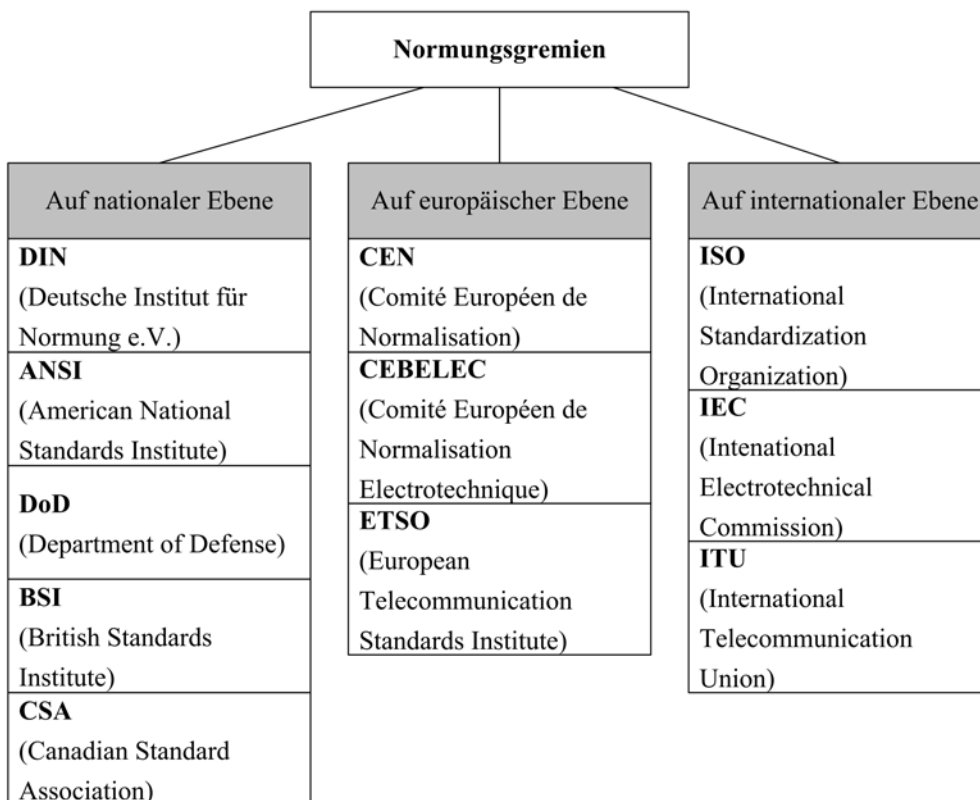 Normungsgremien
Auf nationaler Ebene
DIN
(Deutsche Institut für
Normung e.V.)
ANSI
(American National
Standards Institute)
DoD
(Department of Defense)
BSI
(British Standards
Institute)
CSA
(Canadian Standard
Association)
Auf europäischer Ebene
CEN
(Comité Européen de
Normalisation)
CEBELEC
(Comité Européen de
Normalisation
Electrotechnique)
ETSO
(European
Telecommunication
Standards Institute)
Auf internationaler Ebene
ISO
(International
Standardization
Organization)
IEC
(Intenational
Electrotechnical
Commission)
ITU
(International
Telecommunication
Union)